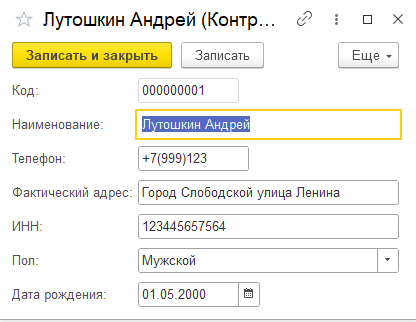 Лутошкин Андрей (Контр...
Записать и закрыть Записать Еще
Код: 000000001
Наименование: Лутошкин Андрей
Телефон: +7(999)123
Фактический адрес: Город Слободской улица Ленина
ИНН: 123445657564
Пол: Мужской
Дата рождения: 01.05.2000